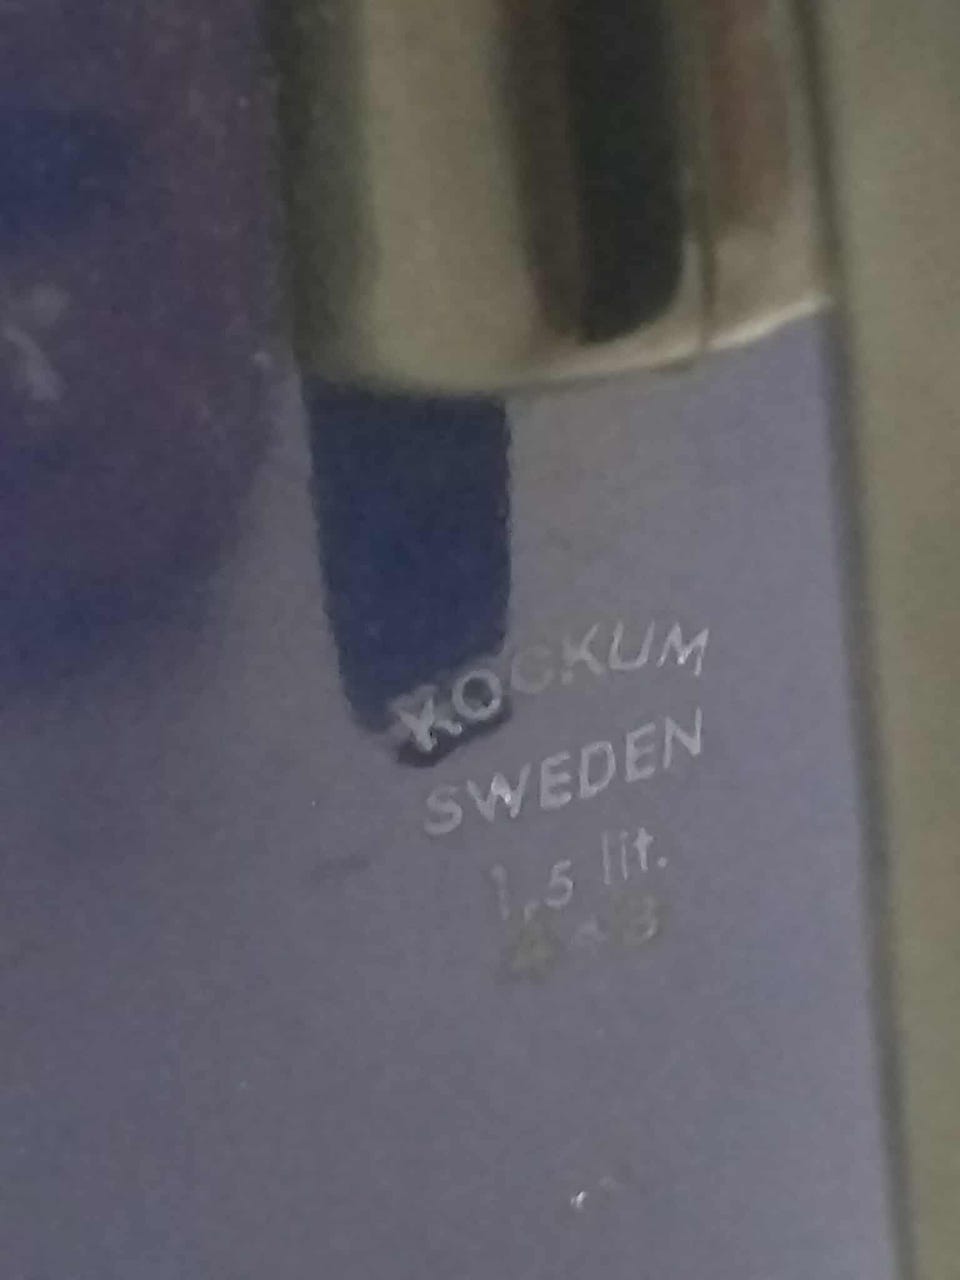 KOCKUM
SWEDEN
1,5 lit.